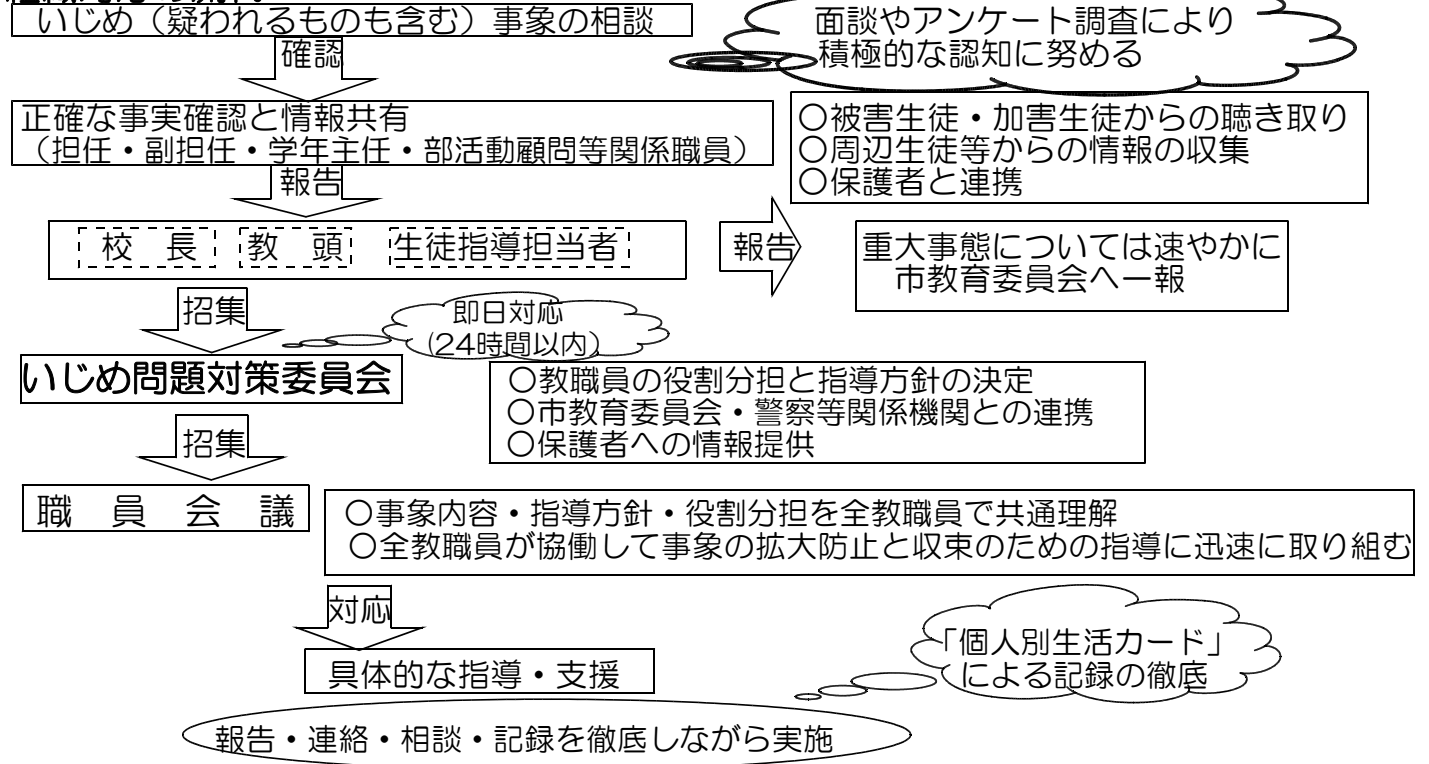 いじめ（疑われるものも含む）事象の相談
面談やアンケート調査により
積極的な認知に努める
確認
正確な事実確認と情報共有
（担任・副担任・学年主任・部活動顧問等関係職員）
○被害生徒・加害生徒からの聴き取り
○周辺生徒等からの情報の収集
○保護者と連携
報告
校　長
教　頭
生徒指導担当者
報告
重大事態については速やかに
市教育委員会へ一報
招集
即日対応
(24時間以内)
いじめ問題対策委員会
○教職員の役割分担と指導方針の決定
○市教育委員会・警察等関係機関との連携
○保護者への情報提供
招集
職　員　会　議
○事象内容・指導方針・役割分担を全教職員で共通理解
○全教職員が協働して事象の拡大防止と収束のための指導に迅速に取り組む
対応
「個人別生活カード」
による記録の徹底
具体的な指導・支援
報告・連絡・相談・記録を徹底しながら実施